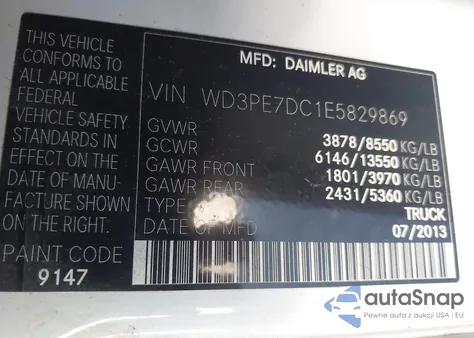 THIS VEHICLE
CONFORMS TO
ALL APPLICABLE
FEDERAL
VEHICLE SAFETY
STANDARDS IN
EFFECT ON THE
DATE OF MANU-
FACTURE SHOWN
ON THE RIGHT.
PAINT CODE
9147
MFD: DAIMLER AG
VIN WD3PE7DC1E5829869
GVWR 3878/8550 KG/LB
GCWR 6146/13550 KG/LB
GAWR FRONT 1801/3970 KG/LB
GAWR REAR 2431/5360 KG/LB
TYPE TRUCK
DATE OF MFD 07/2013
autoSnap
Pewne auta z aukcji USA i EU